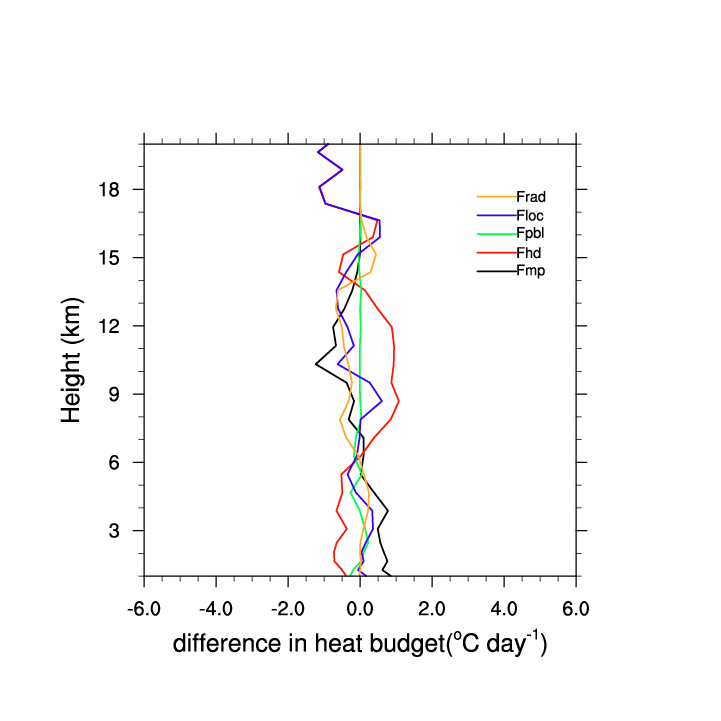 18
15
12
9
6
3
Height (km)
Frad
Floc
Fpbl
Fhd
Fmp
-6.0 -4.0 -2.0 0.0 2.0 4.0 6.0
difference in heat budget(°C day⁻¹)